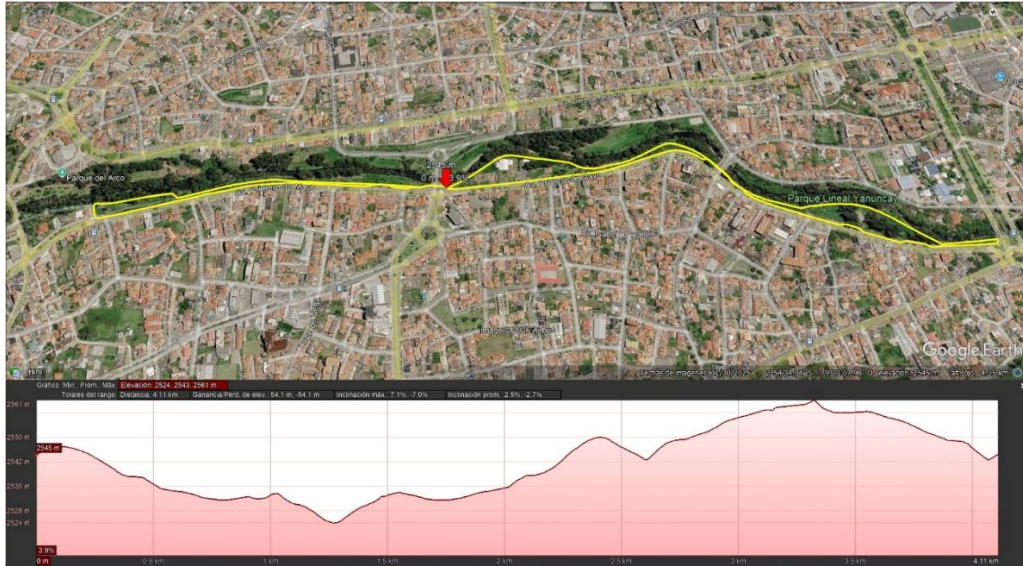 Parque del Arco
2545 m
0 m 3.9%
Parque Lineal Yanuncay
Google Earth
1970
Gráfico: Mín., Prom., Máx. Elevación: 2524, 2543, 2561 m
Totales del rango: Distancia: 4.11 km Ganancia/Pérd. de elev.: 54.1 m, -54.1 m Inclinación máx.: 7.1%, -7.0% Inclinación prom.: 2.5%, -2.7%
2561 m
2550 m
2545 m
2542 m
2535 m
2528 m
2524 m
3.9%
0 m
0.5 km
1 km
1.5 km
2 km
2.5 km
3 km
3.5 km
4.11 km